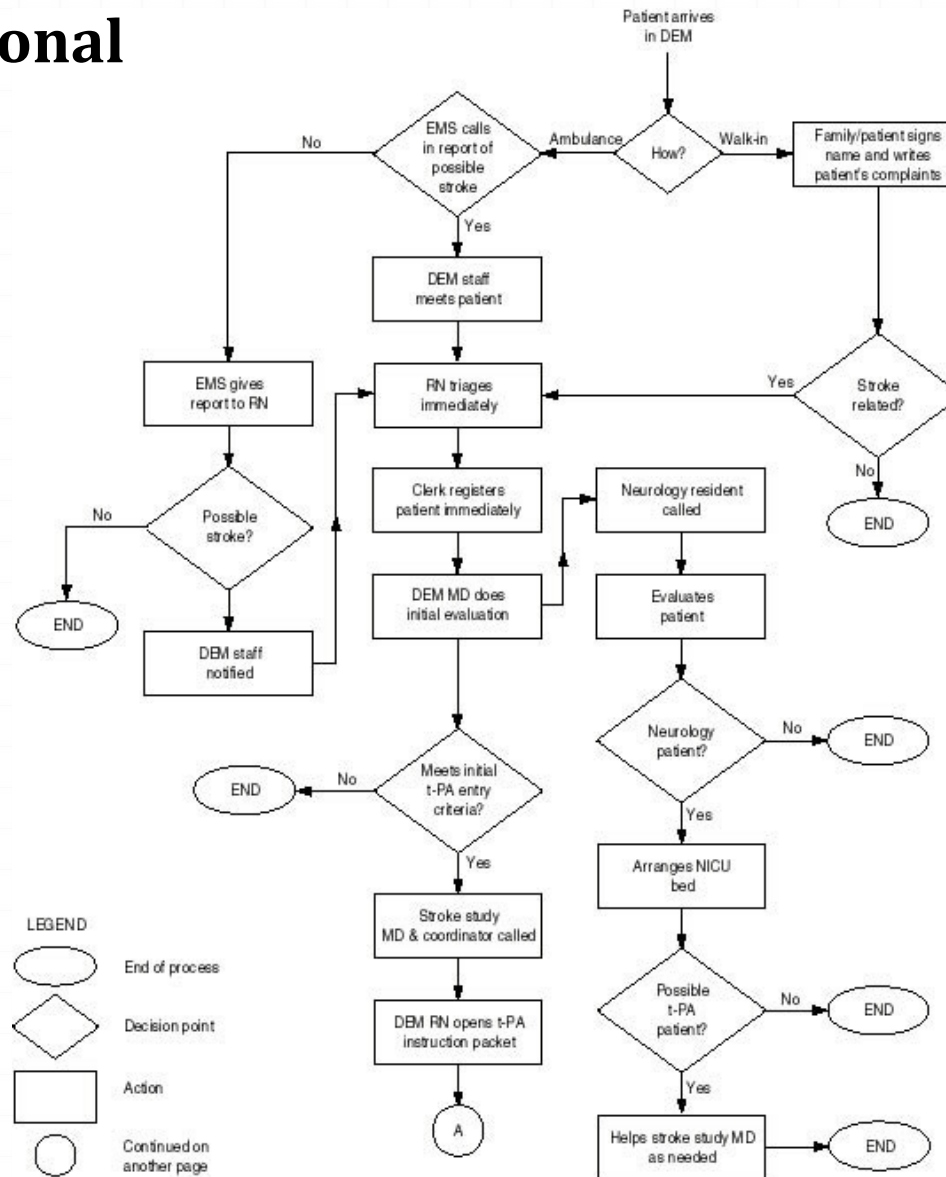 onal
Patient arrives
in DEM
How?
Ambulance
Walk-in
EMS calls
in report of
possible
stroke
No
Yes
Family/patient signs
name and writes
patient's complaints
DEM staff
meets patient
EMS gives
report to RN
RN triages
immediately
Yes
Stroke
related?
No
END
Possible
stroke?
No
END
Clerk registers
patient immediately
Neurology resident
called
DEM MD does
initial evaluation
Evaluates
patient
DEM staff
notified
Neurology
patient?
No
END
Yes
Meets initial
t-PA entry
criteria?
No
END
Yes
Arranges NICU
bed
Stroke study
MD & coordinator called
Possible
t-PA
patient?
No
END
Yes
DEM RN opens t-PA
instruction packet
A
Helps stroke study MD
as needed
END
LEGEND
End of process
Decision point
Action
Continued on
another page